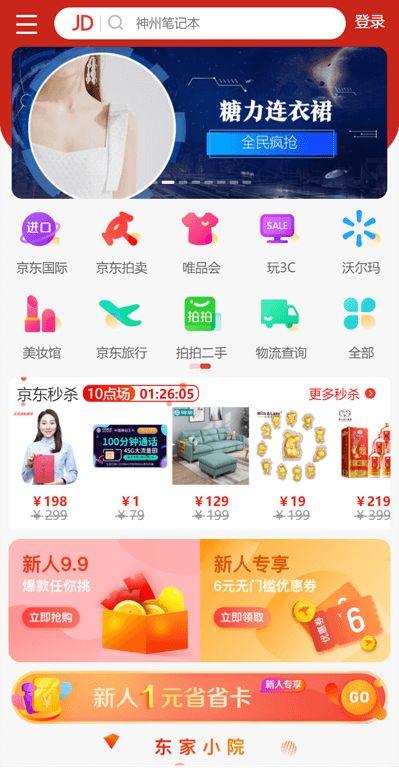 JD 神州笔记本 登录
糖力连衣裙
全民疯抢
进口 SALE
京东国际 京东拍卖 唯品会 玩3C 沃尔玛
拍拍
美妆馆 京东旅行 拍拍二手 物流查询 全部
京东秒杀 10点场 01:26:05 更多秒杀
100分钟通话
45G大流量
￥198 ￥1 ￥129 ￥19 ￥219
￥299 ￥79 ￥199 ￥199 ￥399
新人9.9 新人专享
爆款任你挑 6元无门槛优惠券
立即抢购 立即领取
6
优惠券
新人1元省省卡 新人专享 GO
东家小院